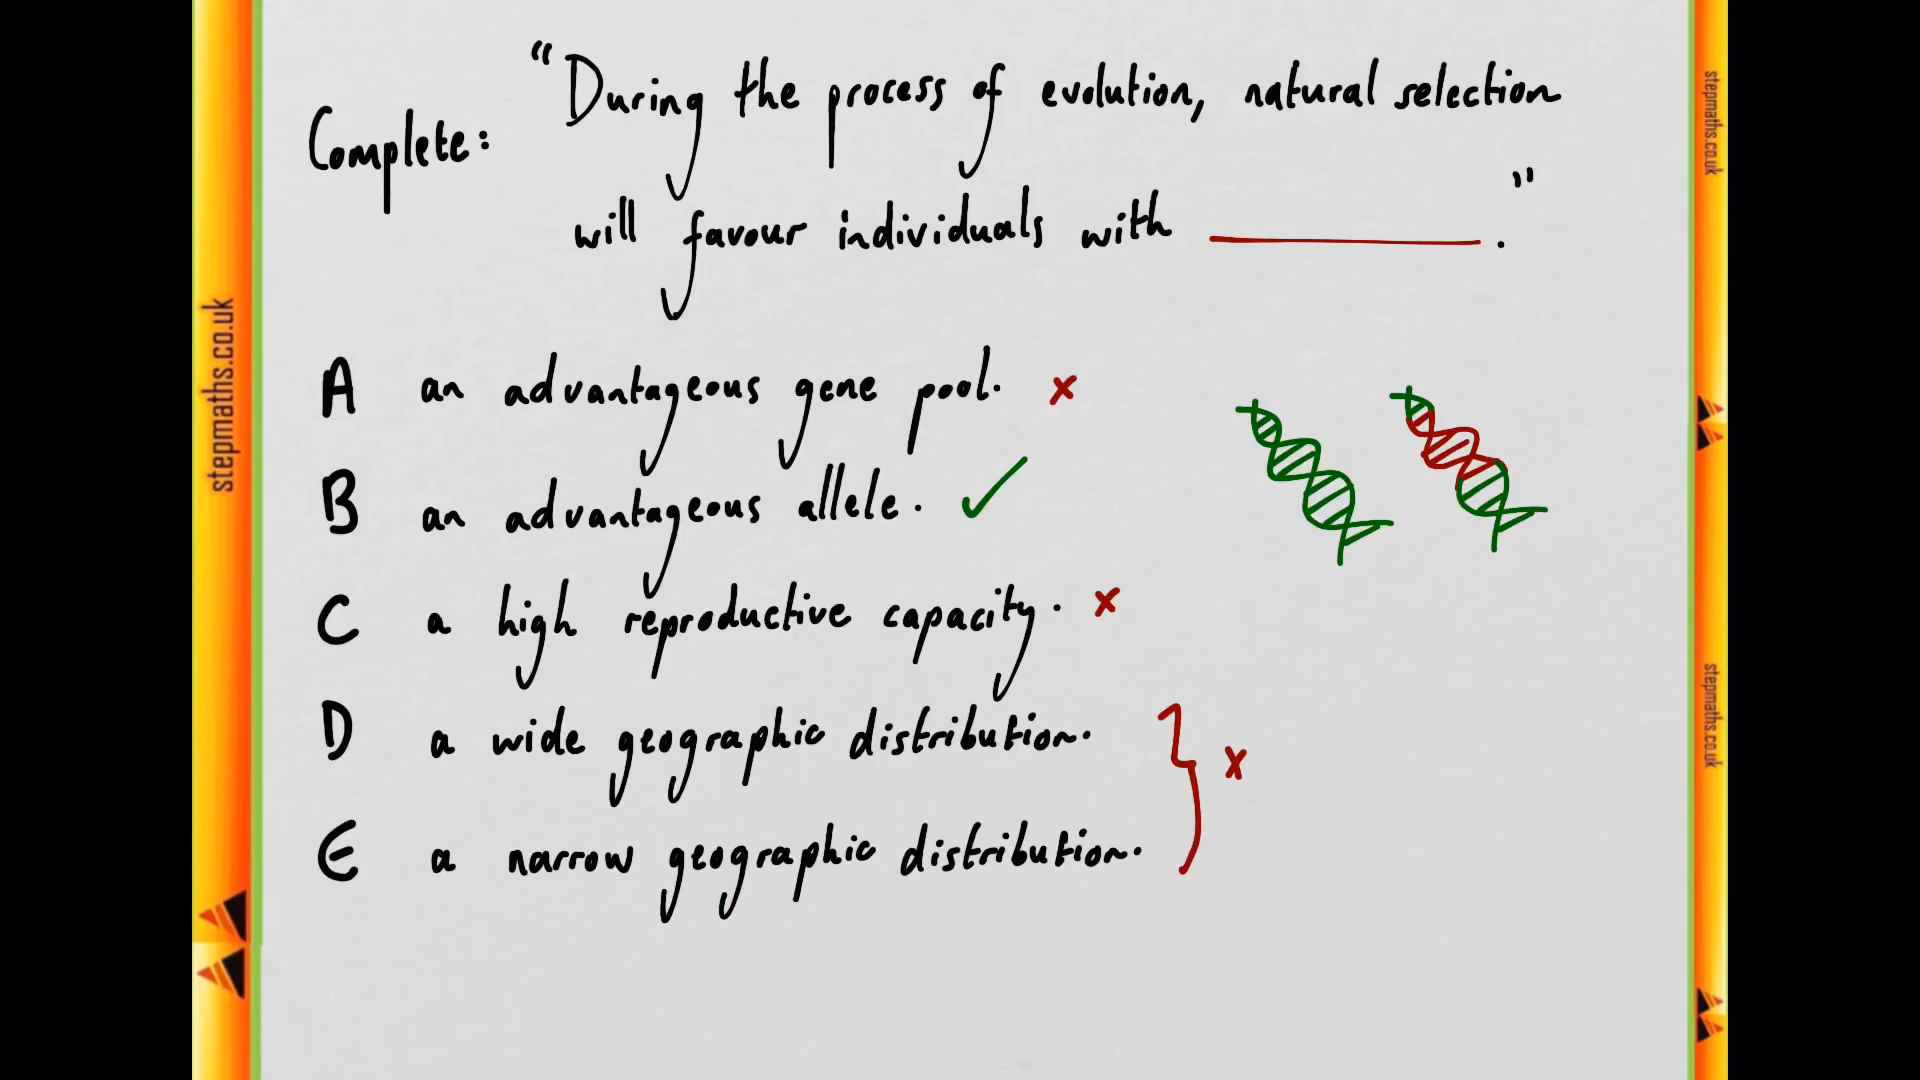 "During the process of evolution, natural selection
Complete:
will favour individuals with ________ ."
A an advantageous gene pool. x
B an advantageous allele. ✓
C a high reproductive capacity. x
D a wide geographic distribution.
x
E a narrow geographic distribution.
stepmaths.co.uk
stepmaths.co.uk
stepmaths.co.uk